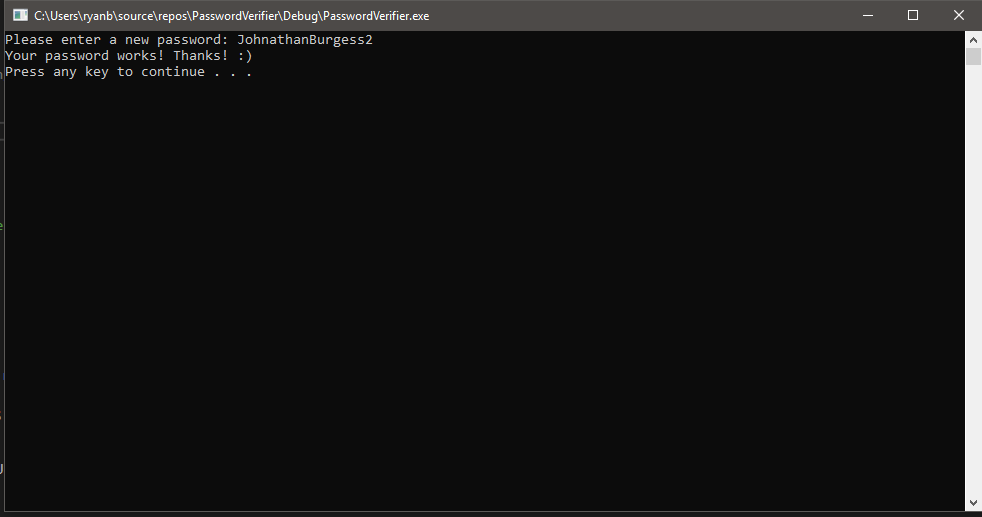 C:\Users\ryanb\source\repos\PasswordVerifier\Debug\PasswordVerifier.exe
Please enter a new password: JohnathanBurgess2
Your password works! Thanks! :)
Press any key to continue . . .